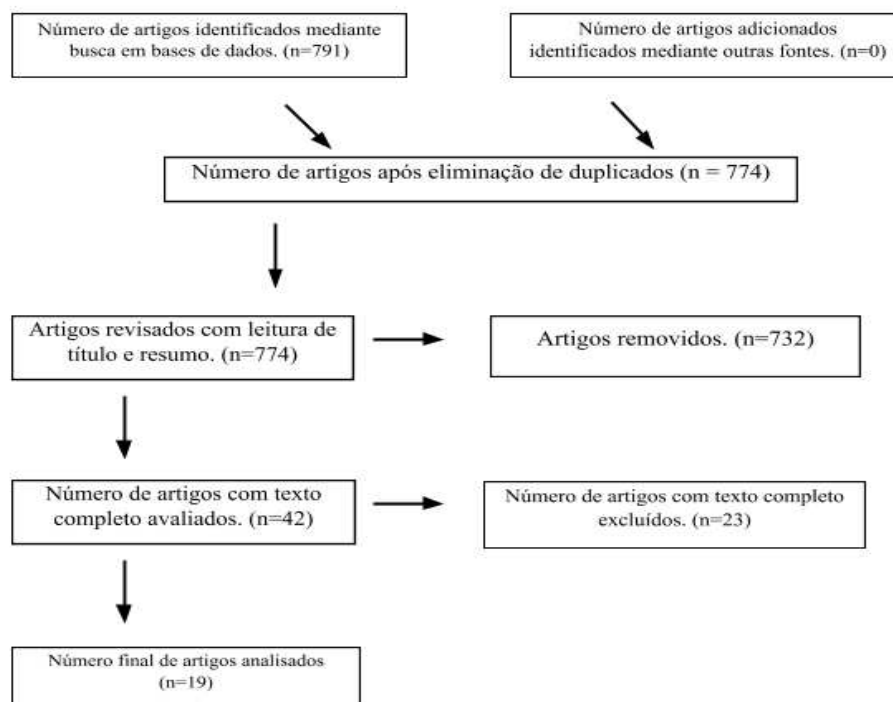 Número de artigos identificados mediante
busca em bases de dados. (n=791)
Número de artigos adicionados
identificados mediante outras fontes. (n=0)
Número de artigos após eliminação de duplicados (n = 774)
Artigos revisados com leitura de
título e resumo. (n=774)
Artigos removidos. (n=732)
Número de artigos com texto
completo avaliados. (n=42)
Número de artigos com texto completo
excluídos. (n=23)
Número final de artigos analisados
(n=19)